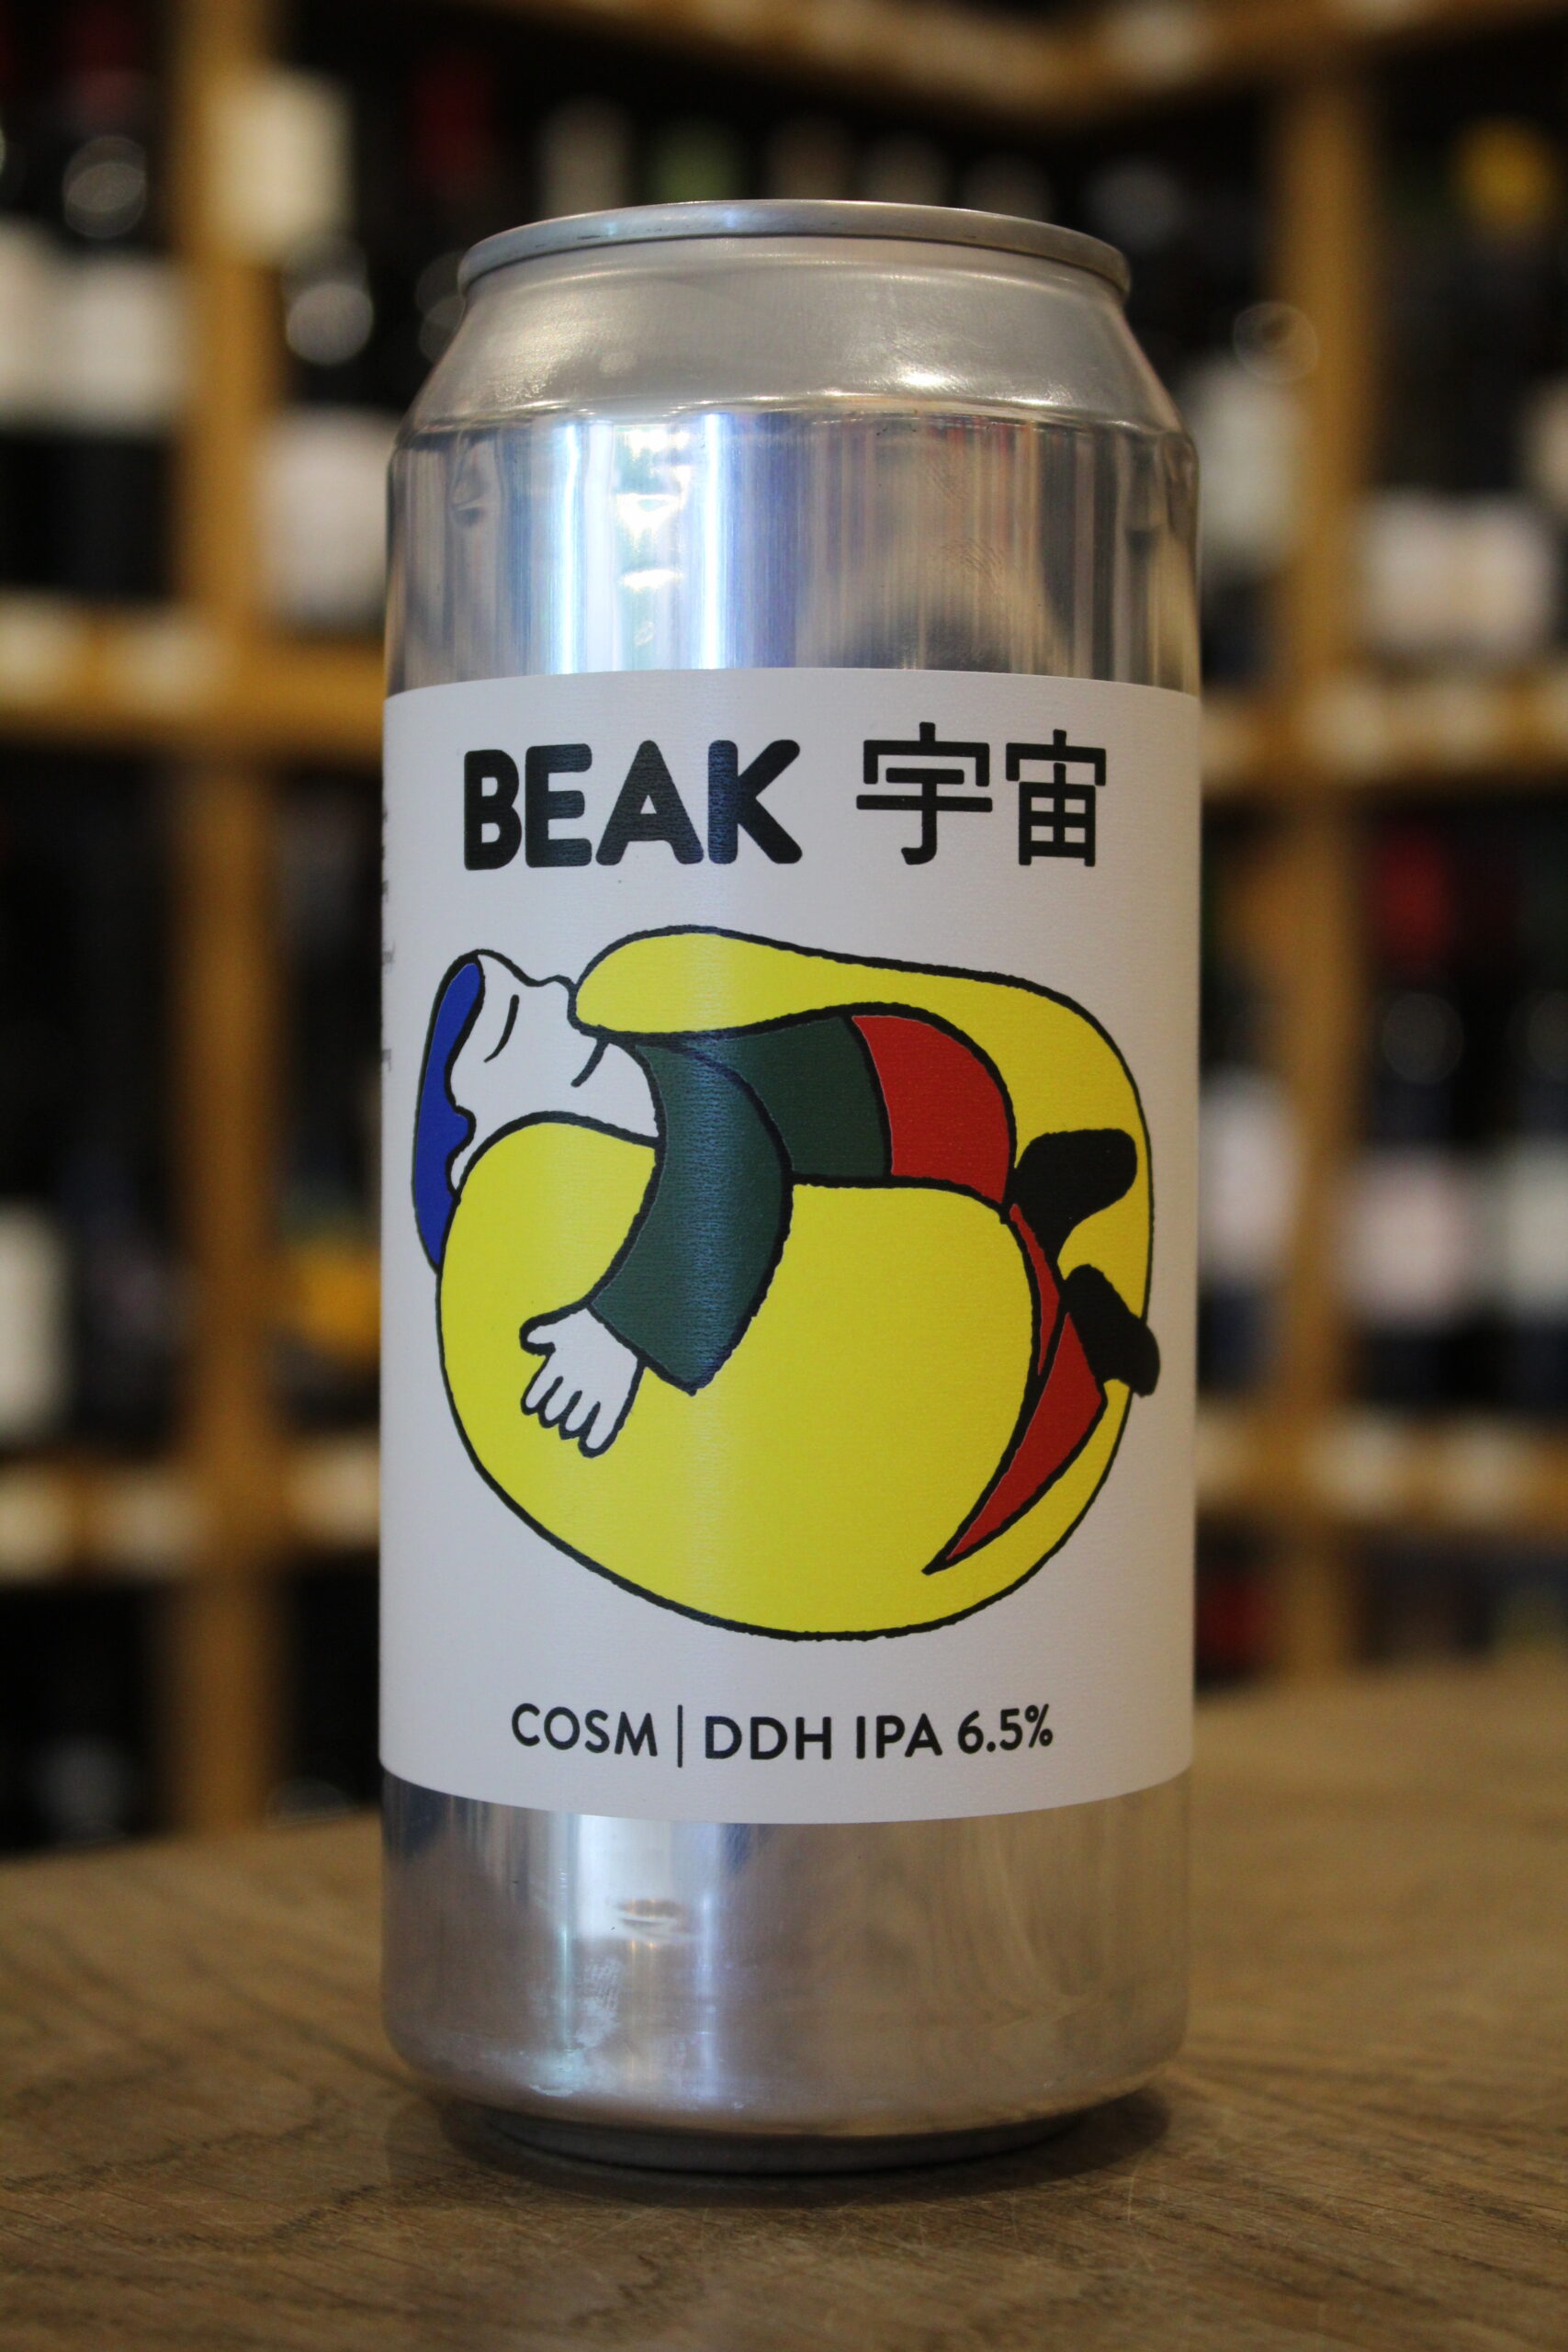 BEAK 宇宙
COSM | DDH IPA 6.5%